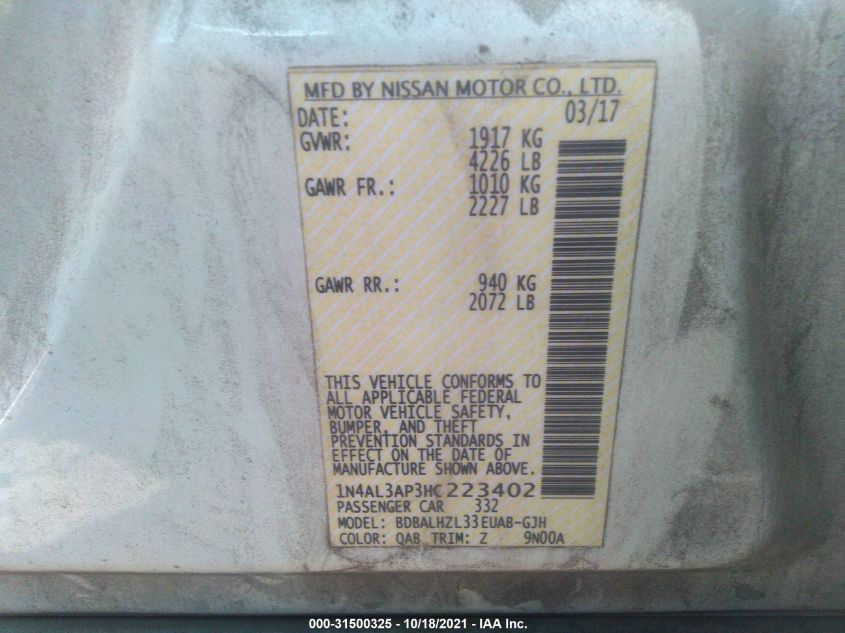 MFD BY NISSAN MOTOR CO., LTD.
DATE: 03/17
GVWR: 1917 KG
4226 LB
GAWR FR.: 1010 KG
2227 LB
GAWR RR.: 940 KG
2072 LB
THIS VEHICLE CONFORMS TO
ALL APPLICABLE FEDERAL
MOTOR VEHICLE SAFETY,
BUMPER, AND THEFT
PREVENTION STANDARDS IN
EFFECT ON THE DATE OF
MANUFACTURE SHOWN ABOVE.
1N4AL3AP3HC223402
PASSENGER CAR 332
MODEL: BDBALHZL33EUAB-GJH
COLOR: QAB TRIM: Z 9N00A
000-31500325 - 10/18/2021 - IAA Inc.